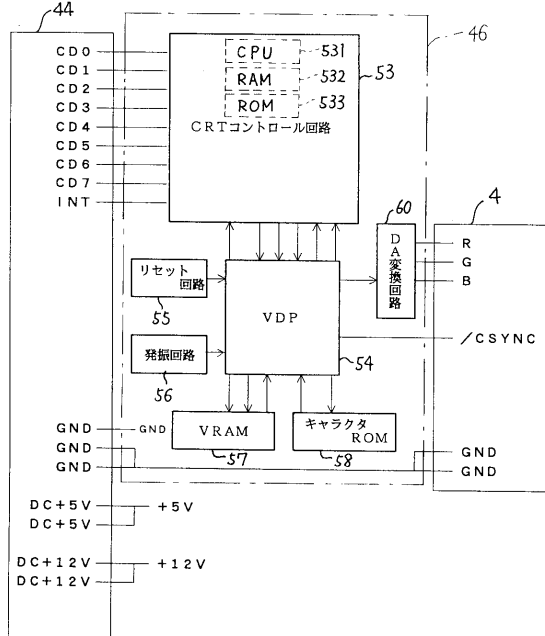 44
46
CPU
531
RAM
532
53
ROM
533
CRTコントロール回路
CD0
CD1
CD2
CD3
CD4
CD5
CD6
CD7
INT
60
4
DA変換回路
R
G
B
リセット
回路
55
VDP
54
/CSYNC
発振回路
56
VRAM
57
キャラクタ
ROM
58
GND
GND
GND
GND
GND
GND
DC+5V
+5V
DC+5V
DC+12V
+12V
DC+12V